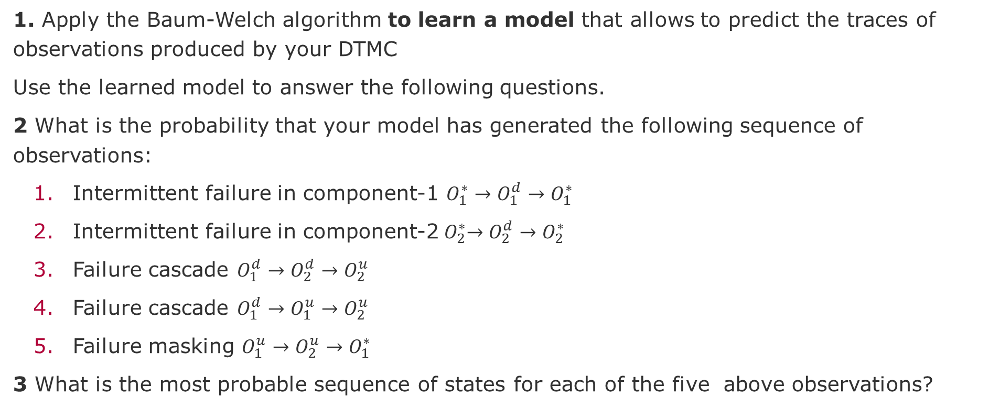 1. Apply the Baum-Welch algorithm to learn a model that allows to predict the traces of
observations produced by your DTMC
Use the learned model to answer the following questions.
2 What is the probability that your model has generated the following sequence of
observations:
1. Intermittent failure in component-1 $O_1^* \rightarrow O_1^d \rightarrow O_1^*$
2. Intermittent failure in component-2 $O_2^* \rightarrow O_2^d \rightarrow O_2^*$
3. Failure cascade $O_1^d \rightarrow O_2^d \rightarrow O_2^u$
4. Failure cascade $O_1^d \rightarrow O_1^u \rightarrow O_2^u$
5. Failure masking $O_1^u \rightarrow O_2^u \rightarrow O_1^*$
3 What is the most probable sequence of states for each of the five above observations?